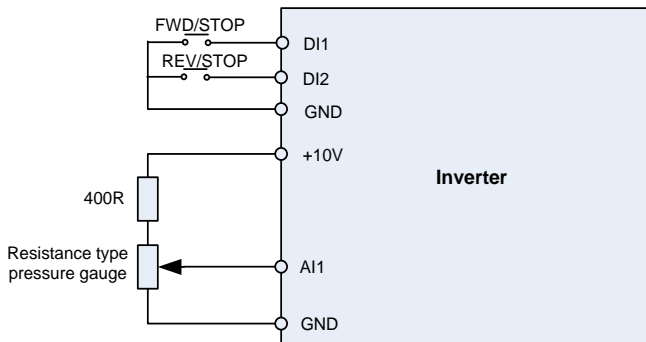 FWD/STOP
DI1
REV/STOP
DI2
GND
+10V
Inverter
400R
Resistance type
pressure gauge
AI1
GND